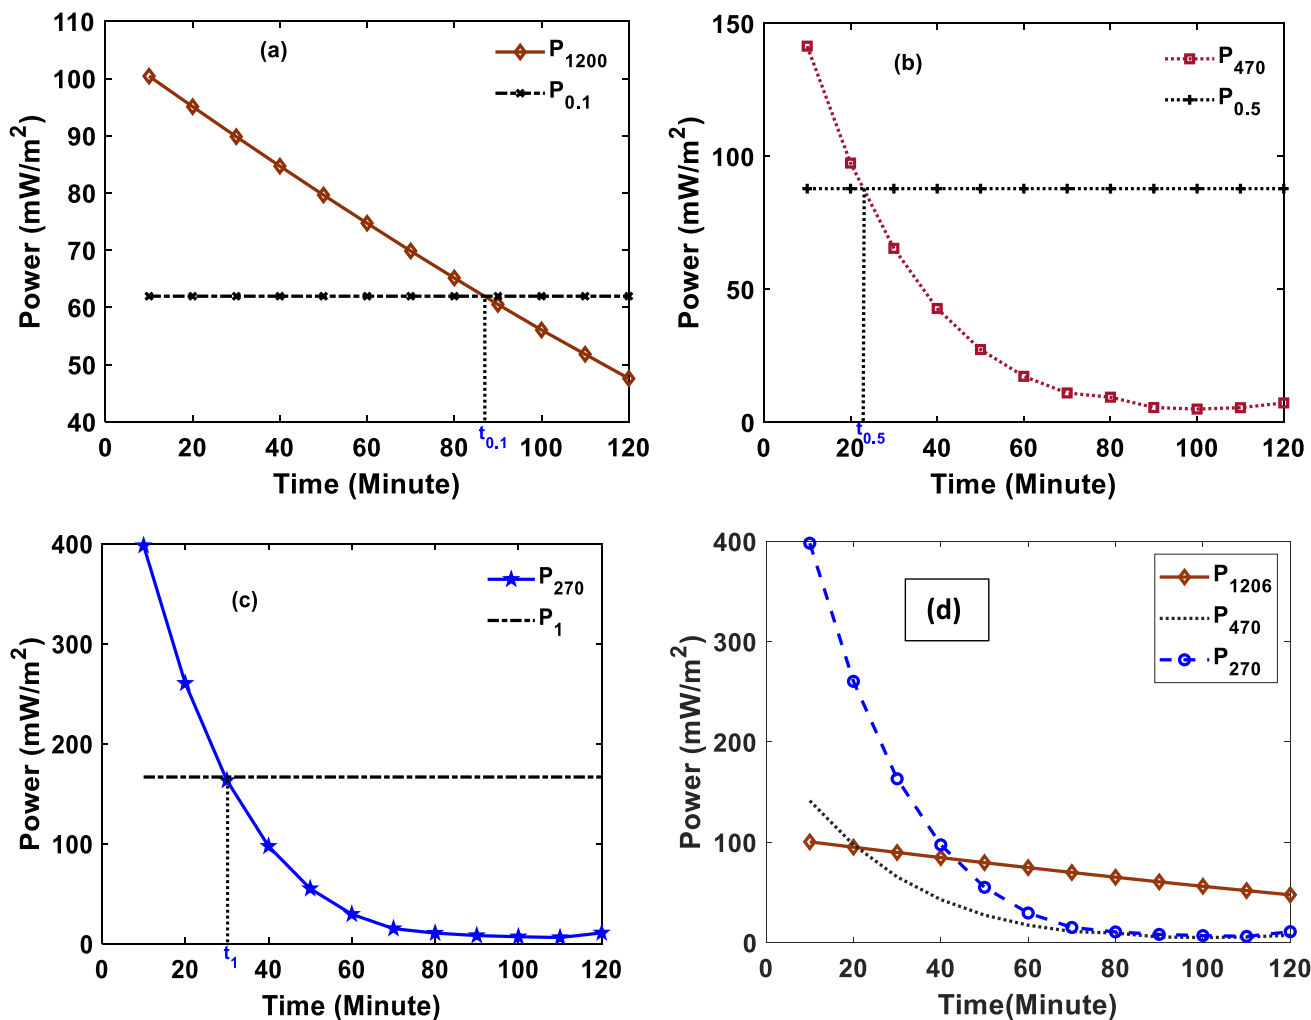 (a)
P1200
P0.1
110
100
90
80
70
60
50
40
0 20 40 60 80 100 120
t0.1
Power (mW/m2)
Time (Minute)
(b)
P470
P0.5
150
100
50
0
0 20 40 60 80 100 120
t0.5
Power (mW/m2)
Time (Minute)
(c)
P270
P1
400
300
200
100
0
0 20 40 60 80 100 120
t1
Power (mW/m2)
Time (Minute)
(d)
P1206
P470
P270
400
300
200
100
0
0 20 40 60 80 100 120
Power (mW/m2)
Time(Minute)